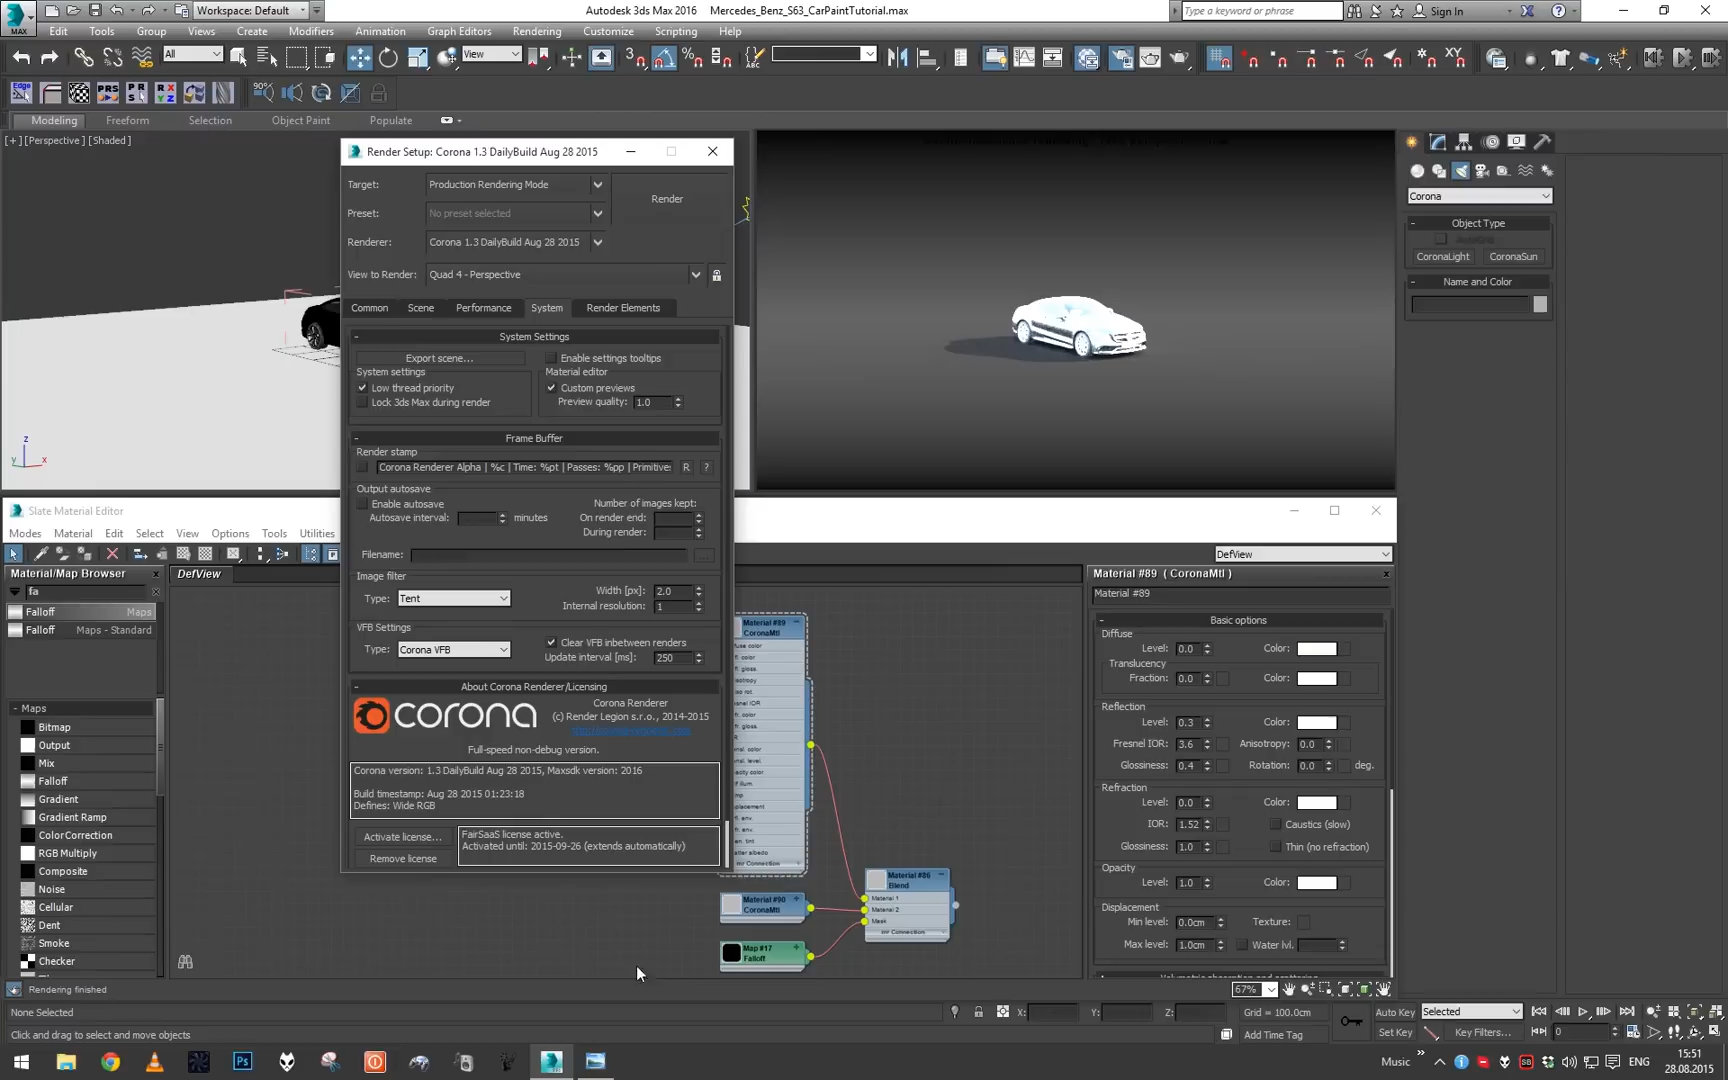 Workspace: Default
Autodesk 3ds Max 2016 Mercedes_Benz_S63_CarPaintTutorial.max
Type a keyword or phrase
Sign In
MAX
Edit Tools Group Views Create Modifiers Animation Graph Editors Rendering Customize Scripting Help
All
View
Modeling Freeform Selection Object Paint Populate
[+] [Perspective] [Shaded]
Render Setup: Corona 1.3 DailyBuild Aug 28 2015
Target: Production Rendering Mode
Render
Preset: No preset selected
Renderer: Corona 1.3 DailyBuild Aug 28 2015
View to Render: Quad 4 - Perspective
Common Scene Performance System Render Elements
System Settings
Export scene...
Enable settings tooltips
System settings
Material editor
Low thread priority
Custom previews
Lock 3ds Max during render
Preview quality: 1.0
Frame Buffer
Render stamp
Corona Renderer Alpha | %c | Time: %pt | Passes: %pp | Primitive:
R ?
Output autosave
Number of images kept:
Enable autosave
Autosave interval: minutes
On render end:
During render:
Filename:
Image filter
Type: Tent
Width [px]: 2.0
Internal resolution: 1
VFB Settings
Type: Corona VFB
Clear VFB inbetween renders
Update interval [ms]: 250
About Corona Renderer/Licensing
corona
Corona Renderer
(c) Render Legion s.r.o., 2014-2015
Full-speed non-debug version.
Corona version: 1.3 DailyBuild Aug 28 2015, Maxsdk version: 2016
Build timestamp: Aug 28 2015 01:23:18
Defines: Wide RGB
Activate license...
Remove license
FairSaaS license active.
Activated until: 2015-09-26 (extends automatically)
Corona
Object Type
AutoGrid
CoronaLight CoronaSun
Name and Color
Slate Material Editor
Modes Material Edit Select View Options Tools Utilities
DefView
Material/Map Browser
fa
Falloff Maps
Falloff Maps - Standard
Maps
Bitmap
Output
Mix
Falloff
Gradient
Gradient Ramp
ColorCorrection
RGB Multiply
Composite
Noise
Cellular
Dent
Smoke
Checker
DefView
Material #89
CoronaMtl
Material #90
CoronaMtl
Map #17
Falloff
Material #86
Blend
Material 1
Material 2
Mask
mr Connection
Material #89 ( CoronaMtl )
Material #89
Basic options
Diffuse
Level: 0.0 Color:
Translucency
Fraction: 0.0 Color:
Reflection
Level: 0.3 Color:
Fresnel IOR: 3.6 Anisotropy: 0.0
Glossiness: 0.4 Rotation: 0.0 deg.
Refraction
Level: 0.0 Color:
IOR: 1.52 Caustics (slow)
Glossiness: 1.0 Thin (no refraction)
Opacity
Level: 1.0 Color:
Displacement
Min level: 0.0cm Texture:
Max level: 1.0cm Water lvl.
Rendering finished
67%
None Selected
X: Y: Z:
Grid = 100.0cm
Auto Key Selected
Click and drag to select and move objects
Add Time Tag
Set Key Key Filters...
0
Music
ENG
15:51
28.08.2015